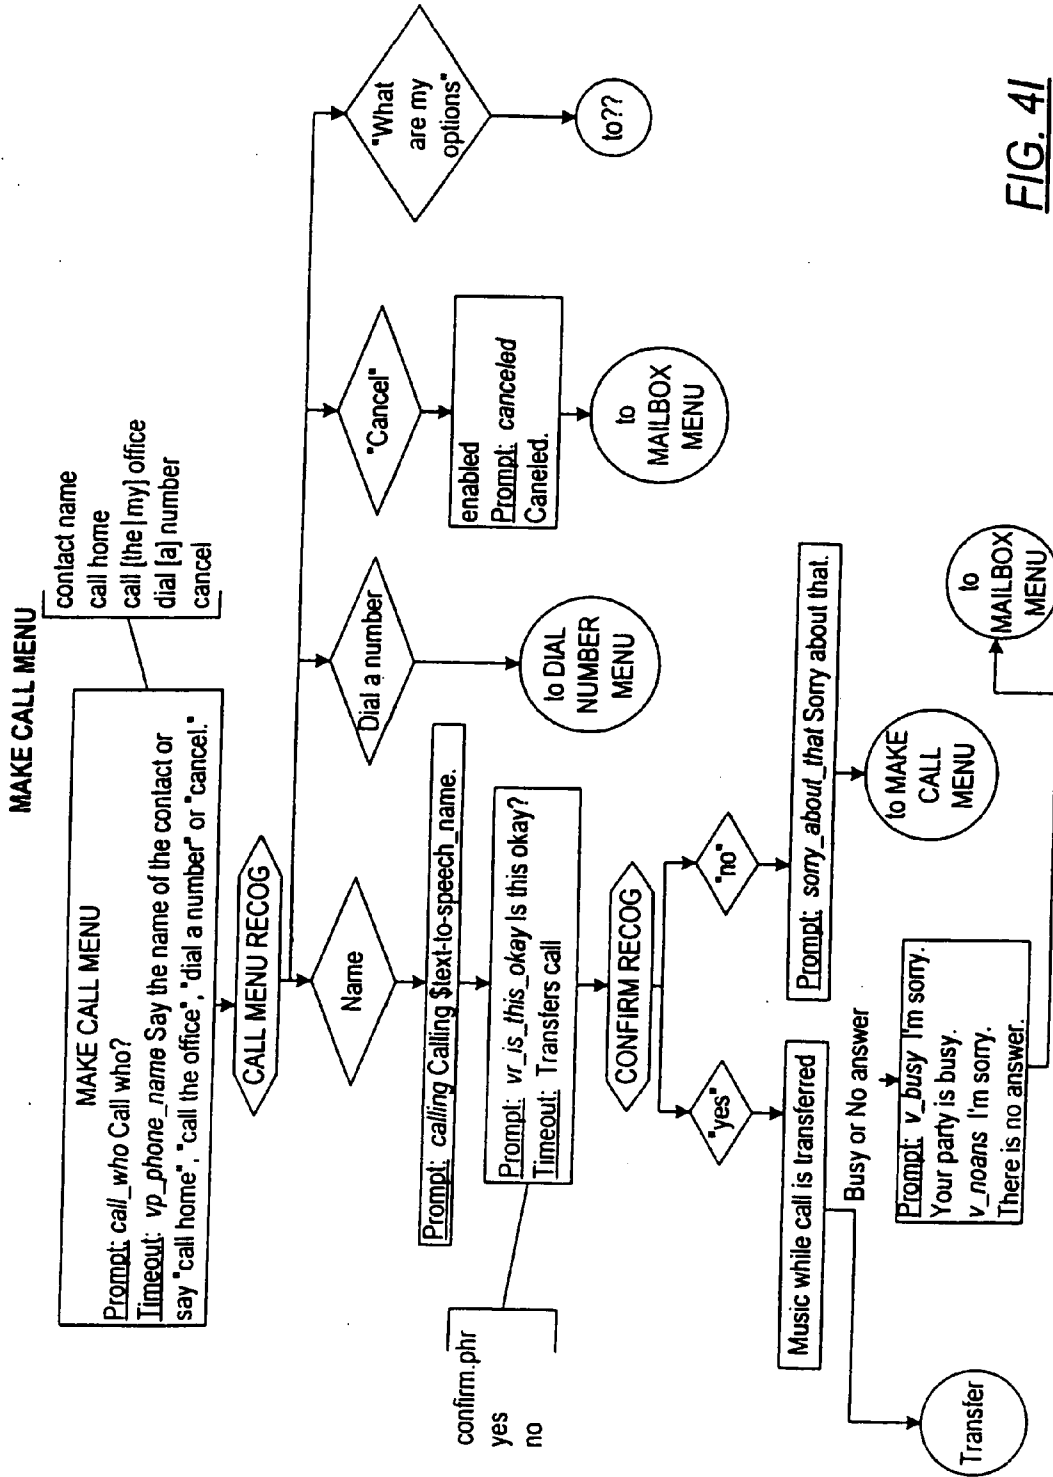 MAKE CALL MENU
MAKE CALL MENU
Prompt: call_who Call who?
Timeout: vp_phone_name Say the name of the contact or
say "call home", "call the office", "dial a number" or "cancel."
contact name
call home
call [the|my] office
dial [a] number
cancel
CALL MENU RECOG
Name
Dial a number
"Cancel"
"What
are my
options"
Prompt: calling Calling $text-to-speech_name.
to DIAL
NUMBER
MENU
enabled
Prompt: canceled
Caneled.
to
MAILBOX
MENU
to??
confirm.phr
yes
no
Prompt: vr_is_this_okay Is this okay?
Timeout: Transfers call
CONFIRM RECOG
"yes"
"no"
Music while call is transferred
Prompt: sorry_about_that Sorry about that.
to MAKE
CALL
MENU
Busy or No answer
Transfer
Prompt: v_busy I'm sorry.
Your party is busy.
v_noans I'm sorry.
There is no answer.
to
MAILBOX
MENU
FIG. 4I